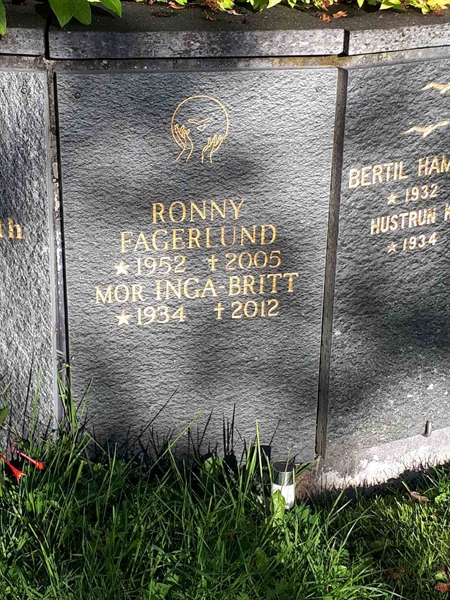 RONNY
FAGERLUND
★1952 ✝2005
MOR INGA-BRITT
★1934 ✝2012
BERTIL HAM
★ 1932
HUSTRUN K
★ 1934